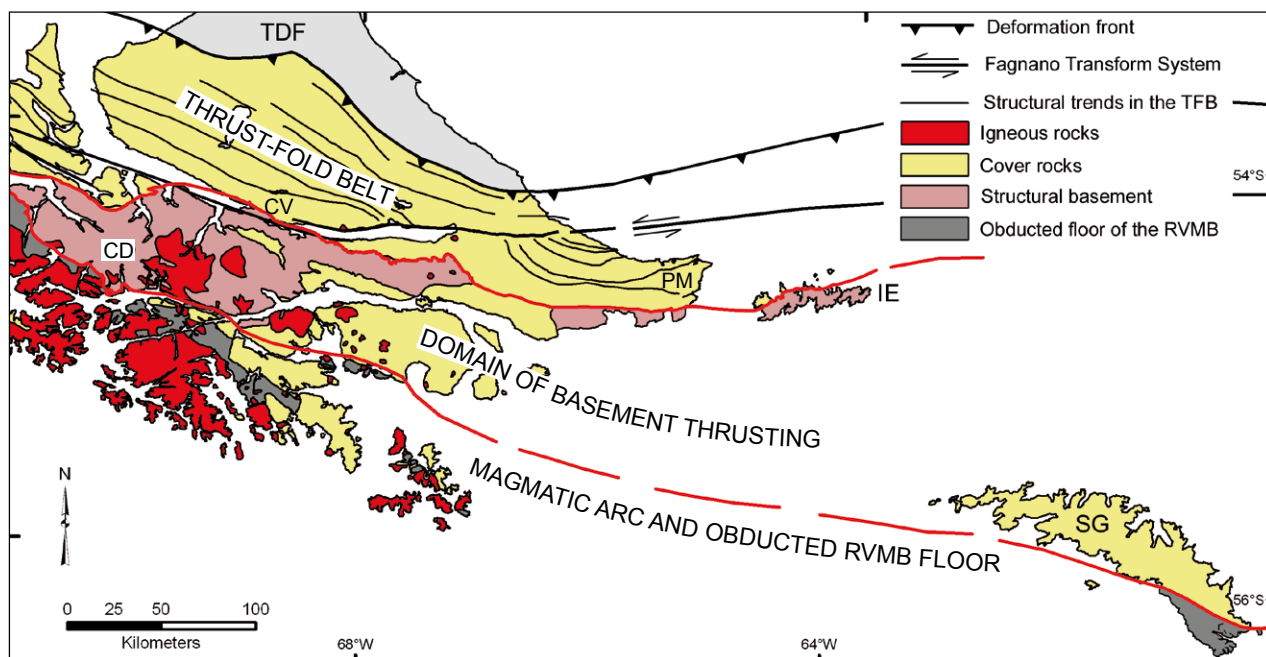 TDF
Deformation front
Fagnano Transform System
Structural trends in the TFB
Igneous rocks
Cover rocks
54°S
Structural basement
Obducted floor of the RVMB
THRUST-FOLD BELT
CV
CD
PM
IE
DOMAIN OF BASEMENT THRUSTING
MAGMATIC ARC AND OBDUCTED RVMB FLOOR
N
SG
0 25 50 100
Kilometers
56°S
68°W
64°W